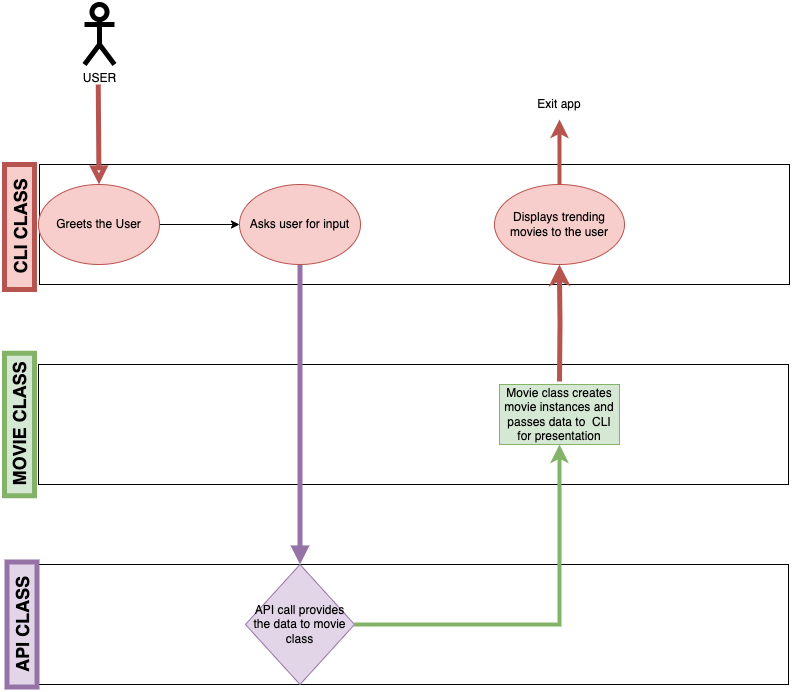 USER
Exit app
CLI CLASS
Greets the User
Asks user for input
Displays trending
movies to the user
MOVIE CLASS
Movie class creates
movie instances and
passes data to CLI
for presentation
API CLASS
API call provides
the data to movie
class